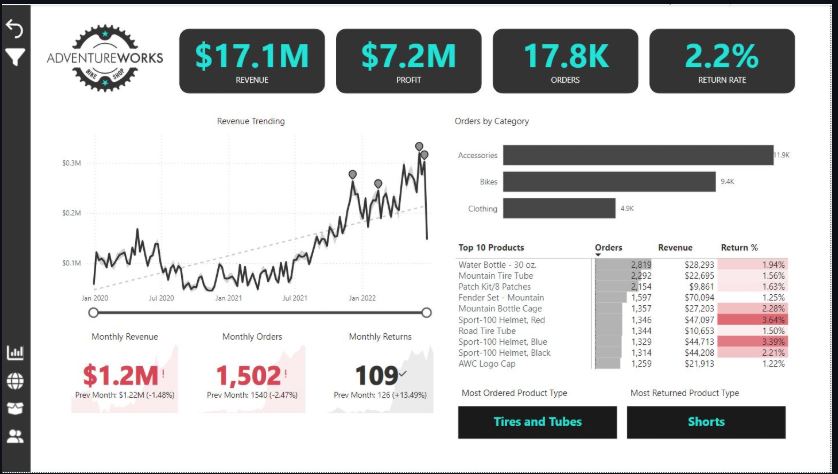 ADVENTUREWORKS
BIKE SHOP
$17.1M
REVENUE
$7.2M
PROFIT
17.8K
ORDERS
2.2%
RETURN RATE
Revenue Trending
$0.3M
$0.2M
$0.1M
Jan 2020 Jul 2020 Jan 2021 Jul 2021 Jan 2022
Orders by Category
Accessories 11.9K
Bikes 9.4K
Clothing 4.9K
Top 10 Products Orders Revenue Return %
Water Bottle - 30 oz. 2,819 $28,293 1.94%
Mountain Tire Tube 2,292 $22,695 1.56%
Patch Kit/8 Patches 2,154 $9,861 1.63%
Fender Set - Mountain 1,597 $70,094 1.25%
Mountain Bottle Cage 1,357 $27,203 2.28%
Sport-100 Helmet, Red 1,346 $47,097 3.64%
Road Tire Tube 1,344 $10,653 1.50%
Sport-100 Helmet, Blue 1,329 $44,713 3.39%
Sport-100 Helmet, Black 1,314 $44,208 2.21%
AWC Logo Cap 1,259 $21,913 1.22%
Monthly Revenue
$1.2M!
Prev Month: $1.22M (-1.48%)
Monthly Orders
1,502!
Prev Month: 1540 (-2.47%)
Monthly Returns
109✓
Prev Month: 126 (+13.49%)
Most Ordered Product Type
Tires and Tubes
Most Returned Product Type
Shorts